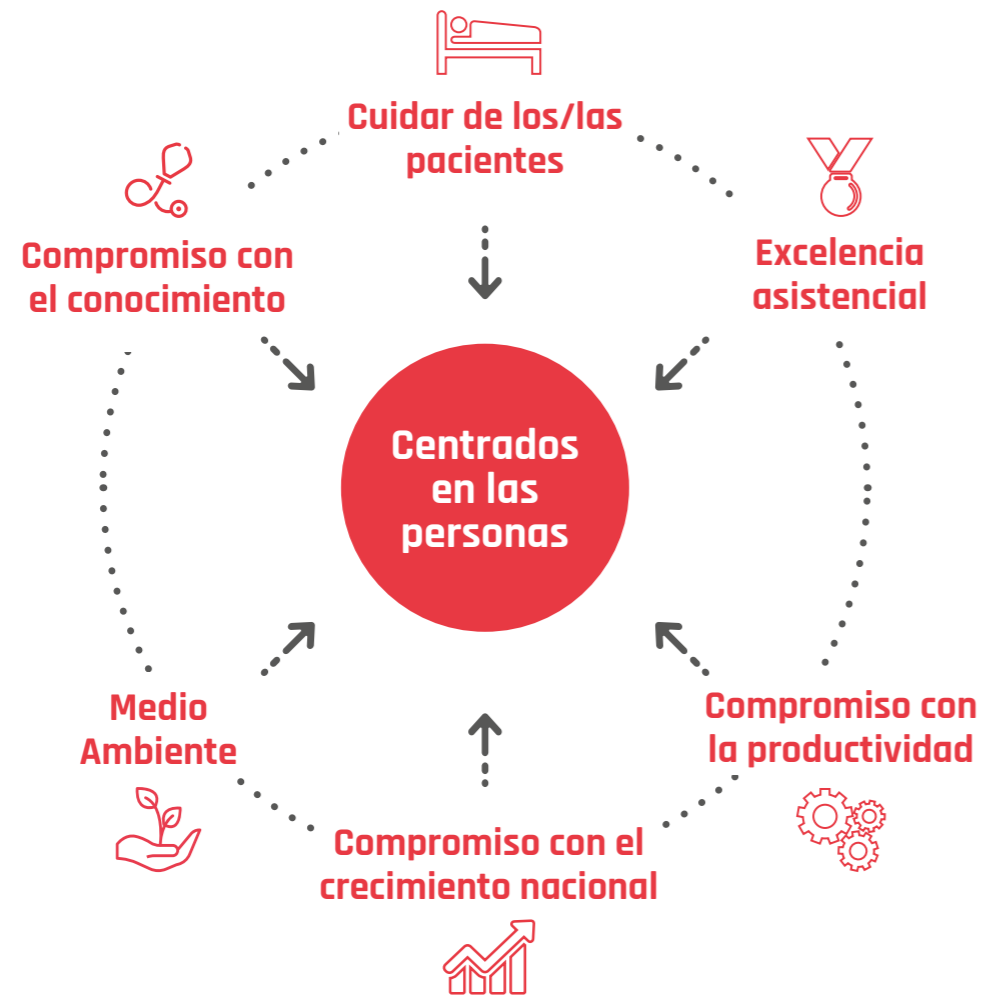 Cuidar de los/las
pacientes
Excelencia
asistencial
Compromiso con
el conocimiento
Centrados
en las
personas
Medio
Ambiente
Compromiso con
la productividad
Compromiso con el
crecimiento nacional